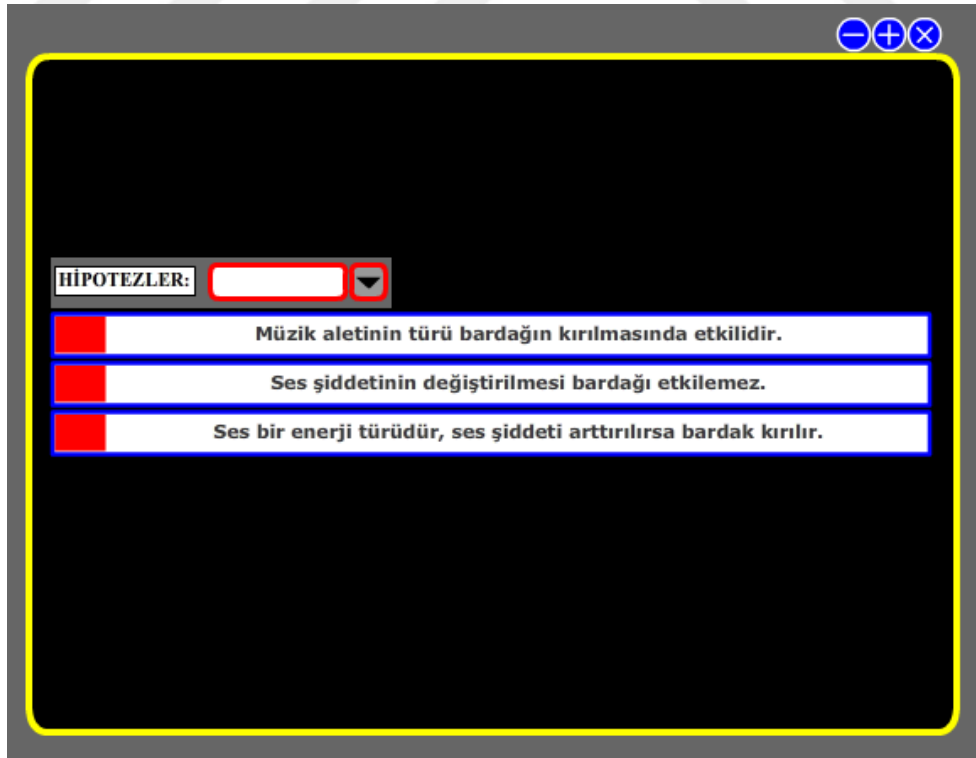 HİPOTEZLER:
Müzik aletinin türü bardağın kırılmasında etkilidir.
Ses şiddetinin değiştirilmesi bardağı etkilemez.
Ses bir enerji türüdür, ses şiddeti arttırılırsa bardak kırılır.